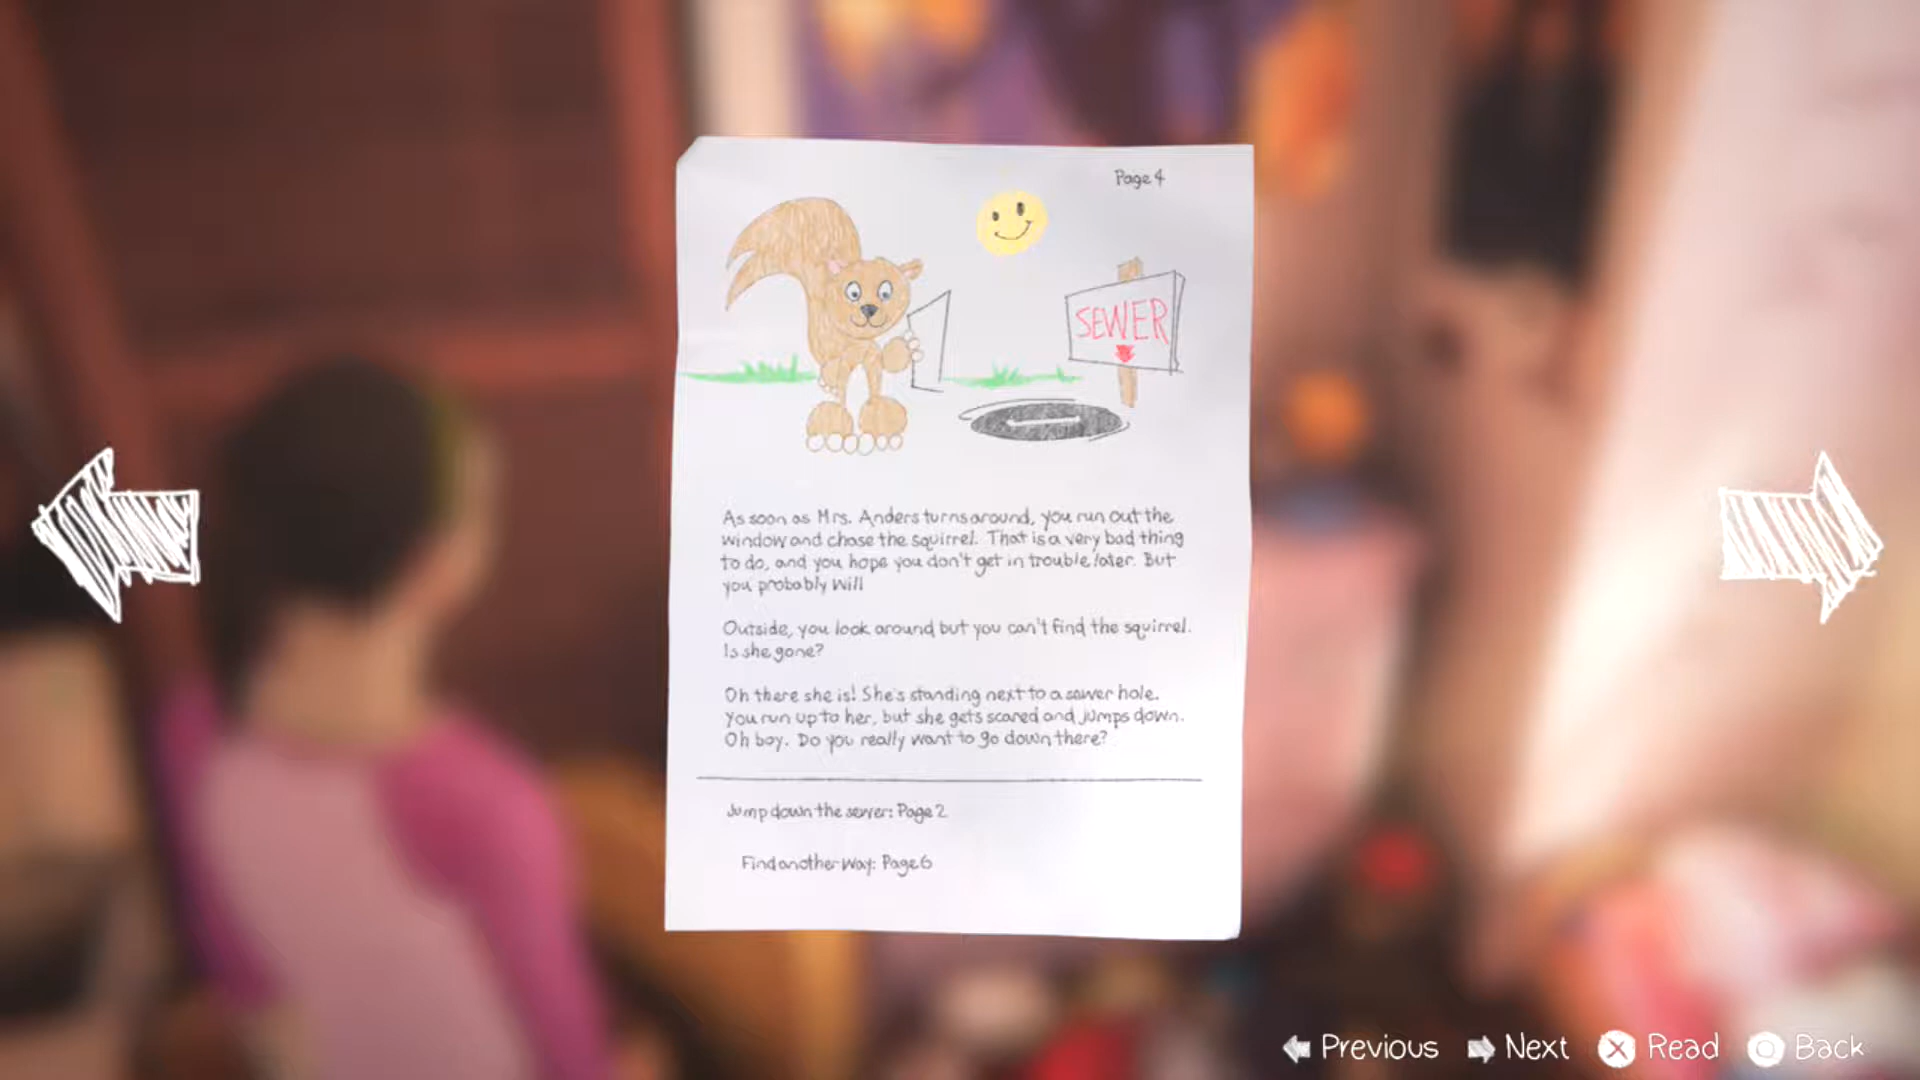 Page 4
SEWER
As soon as Mrs. Anders turns around, you run out the
window and chase the squirrel. That is a very bad thing
to do, and you hope you don't get in trouble later. But
you probably will
Outside, you look around but you can't find the squirrel.
Is she gone?
Oh there she is! She's standing next to a sewer hole.
You run up to her, but she gets scared and jumps down.
Oh boy. Do you really want to go down there?
Jump down the sewer: Page 2
Find another way: Page 6
Previous Next Read Back